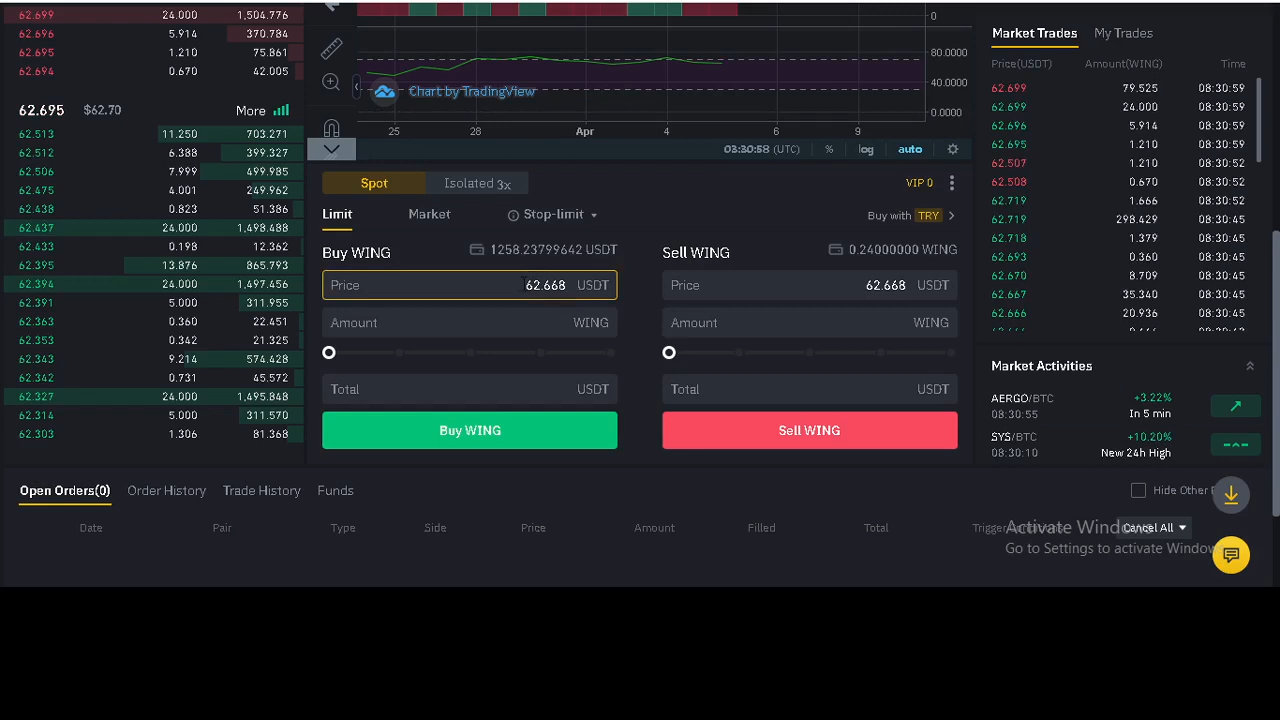 62.699 24.000 1,504.776
62.696 5.914 370.784
62.695 1.210 75.861
62.694 0.670 42.005
62.695 $62.70 More
62.513 11.250 703.271
62.512 6.388 399.327
62.506 7.999 499.985
62.475 4.001 249.962
62.438 0.823 51.386
62.437 24.000 1,498.488
62.433 0.198 12.362
62.395 13.876 865.793
62.394 24.000 1,497.456
62.391 5.000 311.955
62.363 0.360 22.451
62.353 0.342 21.325
62.343 9.214 574.428
62.342 0.731 45.572
62.327 24.000 1,495.848
62.314 5.000 311.570
62.303 1.306 81.368
0
80.0000
40.0000
0.0000
Chart by TradingView
25 28 Apr 4 6 9
03:30:58 (UTC) % log auto
Spot Isolated 3x VIP 0
Limit Market Stop-limit Buy with TRY
Buy WING 1258.23799642 USDT
Price 62.668 USDT
Amount WING
Total USDT
Buy WING
Sell WING 0.24000000 WING
Price 62.668 USDT
Amount WING
Total USDT
Sell WING
Market Trades My Trades
Price(USDT) Amount(WING) Time
62.699 79.525 08:30:59
62.699 24.000 08:30:59
62.696 5.914 08:30:59
62.695 1.210 08:30:59
62.507 1.210 08:30:52
62.508 0.670 08:30:52
62.719 1.666 08:30:52
62.719 298.429 08:30:45
62.718 1.379 08:30:45
62.693 0.360 08:30:45
62.670 8.709 08:30:45
62.667 35.340 08:30:45
62.666 20.936 08:30:45
Market Activities
AERGO/BTC +3.22%
08:30:55 In 5 min
SYS/BTC +10.20%
08:30:10 New 24h High
Open Orders(0) Order History Trade History Funds Hide Other
Date Pair Type Side Price Amount Filled Total Trigger Cancel All
Activate Windows
Go to Settings to activate Window